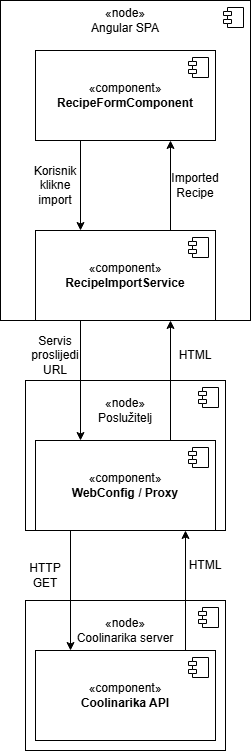 «node»
Angular SPA
«component»
RecipeFormComponent
Korisnik
klikne
import
Imported
Recipe
«component»
RecipeImportService
Servis
proslijedi
URL
HTML
«node»
Poslužitelj
«component»
WebConfig / Proxy
HTTP
GET
HTML
«node»
Coolinarika server
«component»
Coolinarika API